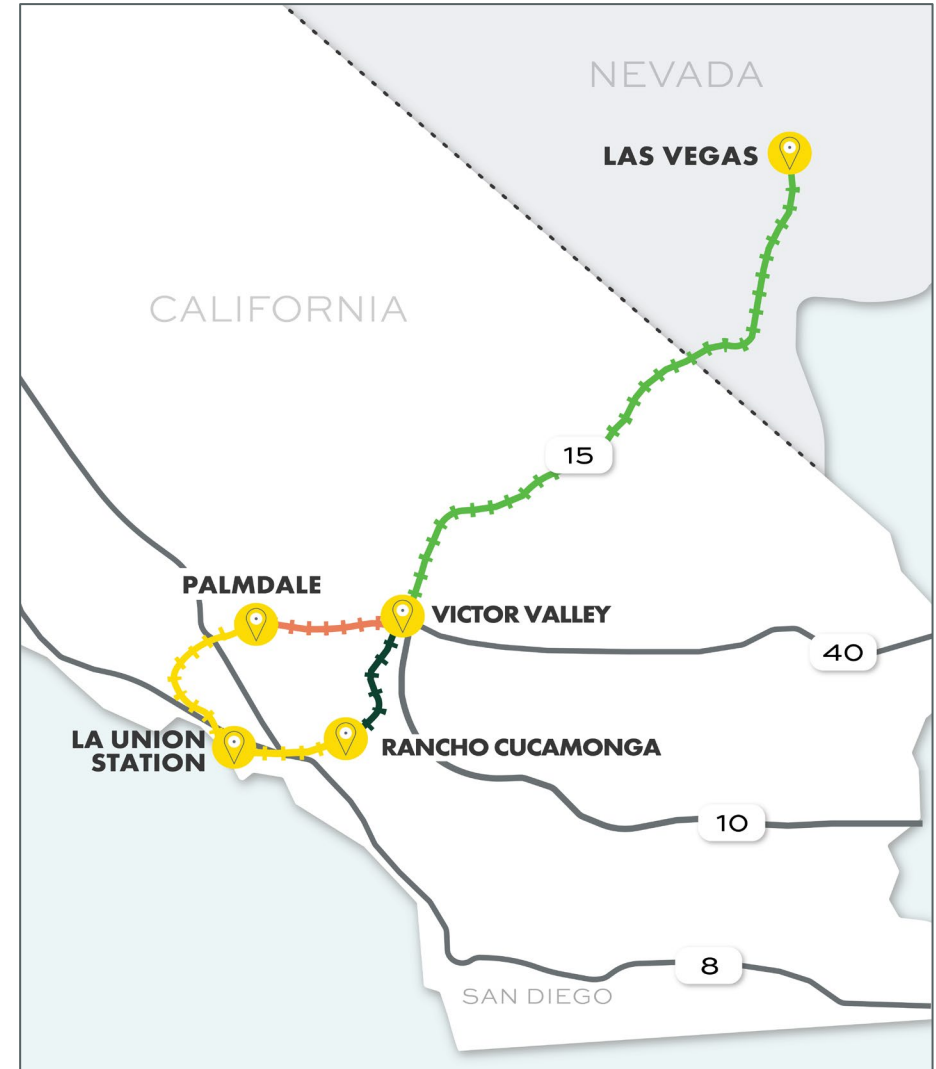 NEVADA
LAS VEGAS
CALIFORNIA
15
PALMDALE
VICTOR VALLEY
40
LA UNION
STATION
RANCHO CUCAMONGA
10
8
SAN DIEGO